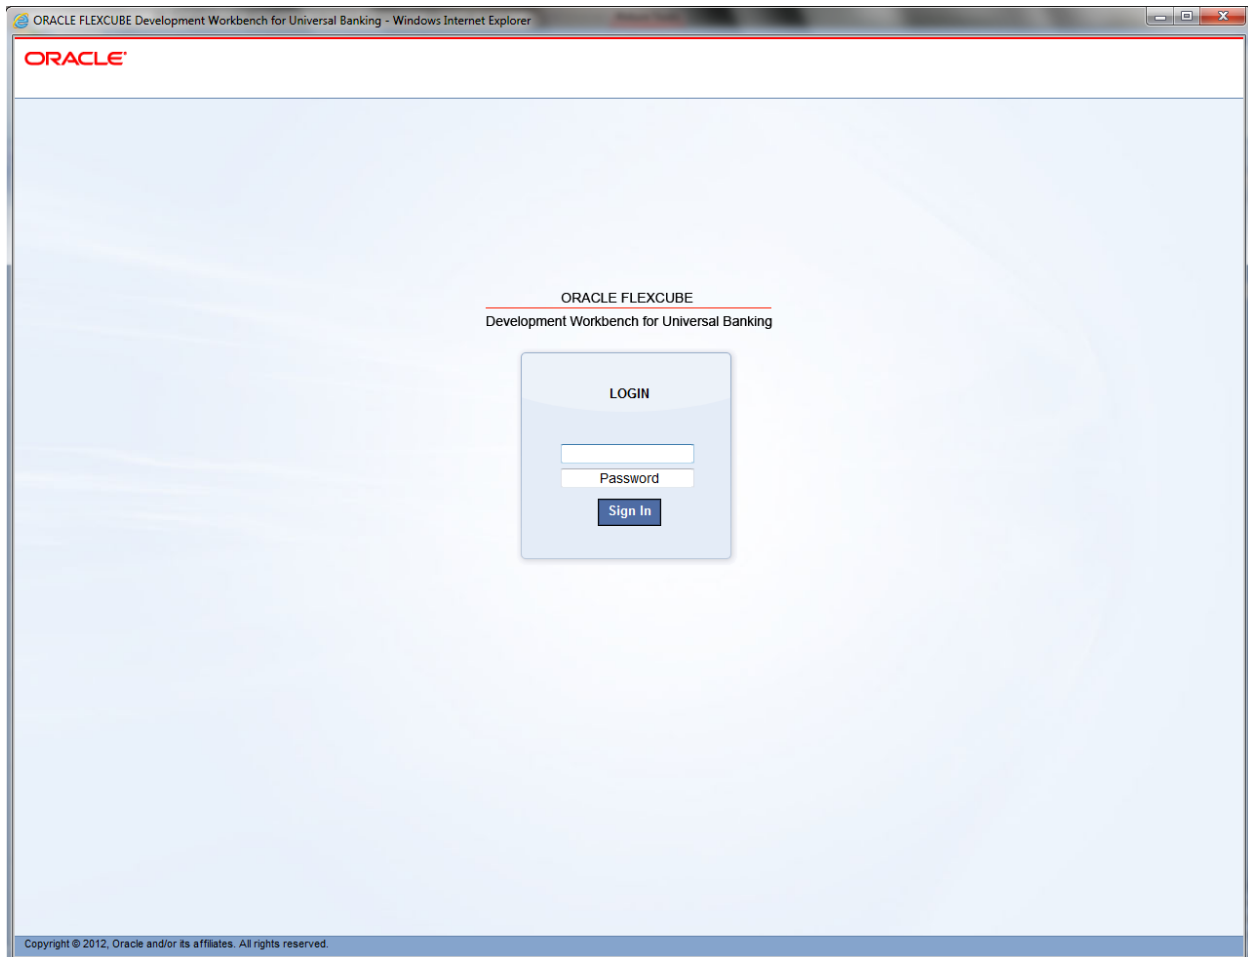 ORACLE FLEXCUBE Development Workbench for Universal Banking - Windows Internet Explorer
ORACLE
ORACLE FLEXCUBE
Development Workbench for Universal Banking
LOGIN
Password
Sign In
Copyright © 2012, Oracle and/or its affiliates. All rights reserved.